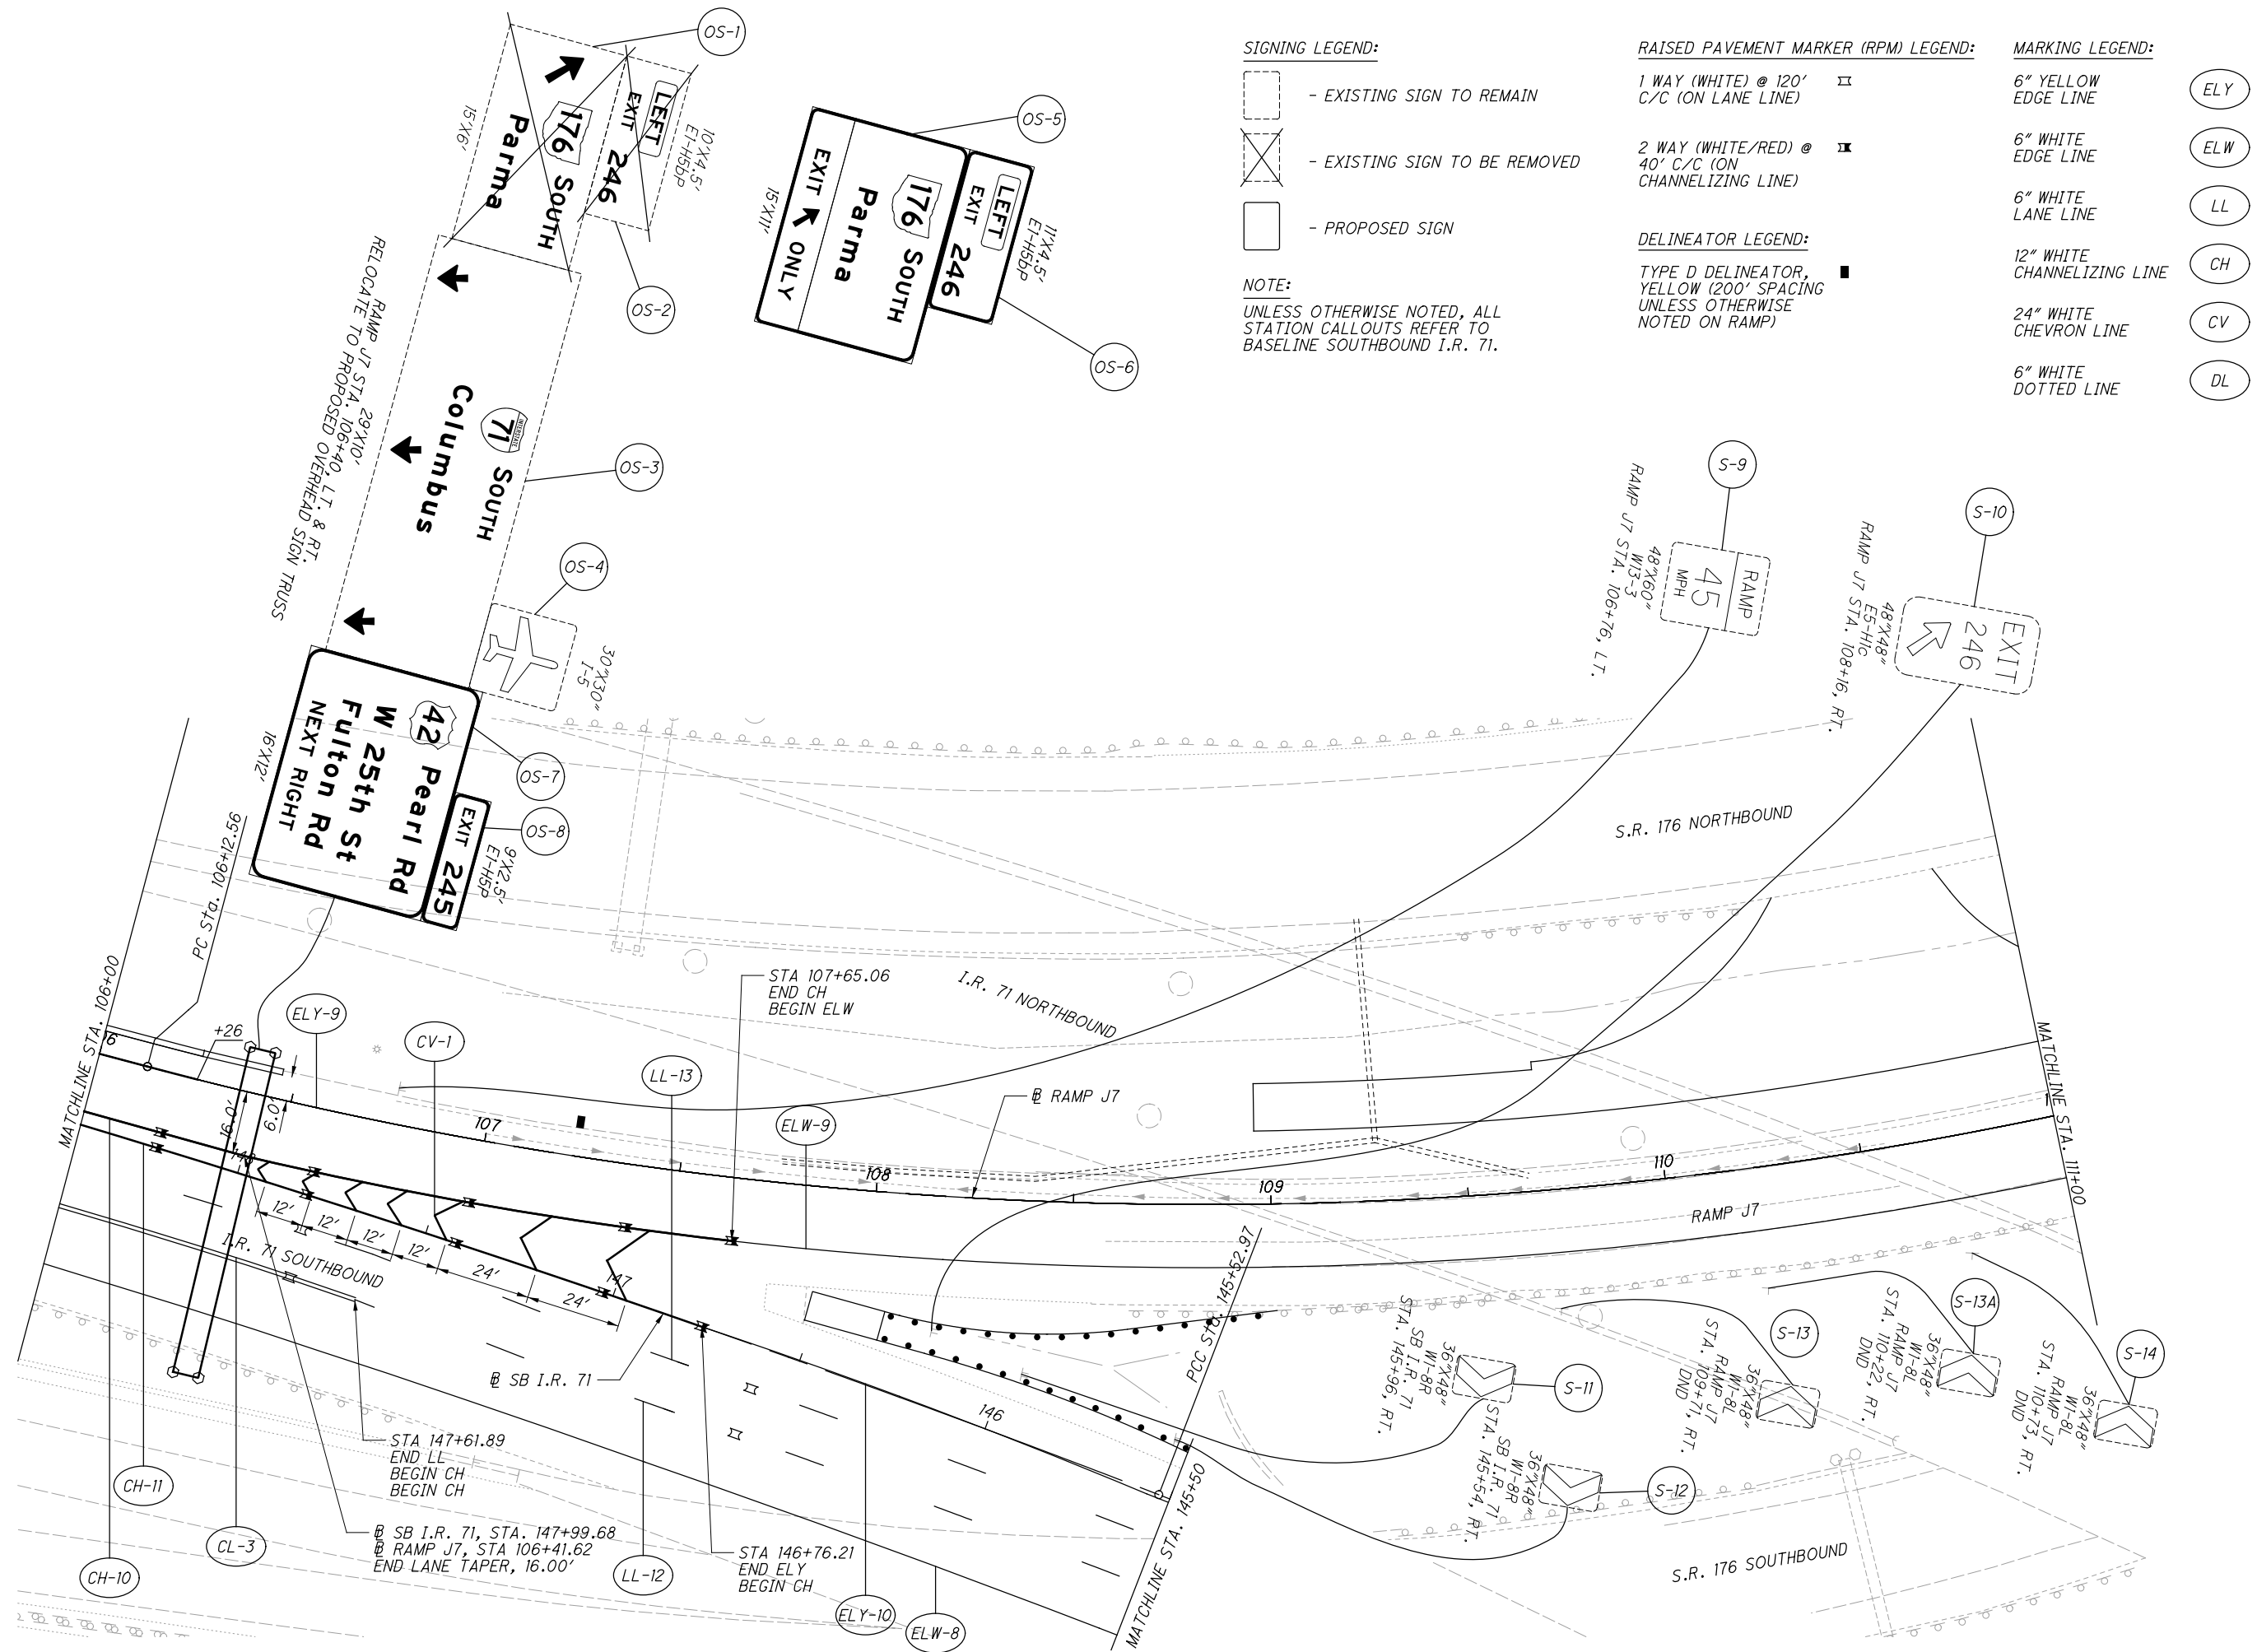 OS-1
LEFT
EXIT 246
10'X4.5'
E1-H5bP
176 SOUTH
Parma
15'X6'
OS-2
OS-5
LEFT
EXIT 246
11'X4.5'
E1-H5bP
176 SOUTH
Parma
EXIT ONLY
15'X11'
OS-6
SIGNING LEGEND:
- EXISTING SIGN TO REMAIN
- EXISTING SIGN TO BE REMOVED
- PROPOSED SIGN
NOTE:
UNLESS OTHERWISE NOTED, ALL
STATION CALLOUTS REFER TO
BASELINE SOUTHBOUND I.R. 71.
RAISED PAVEMENT MARKER (RPM) LEGEND:
1 WAY (WHITE) @ 120'
C/C (ON LANE LINE)
2 WAY (WHITE/RED) @
40' C/C (ON
CHANNELIZING LINE)
DELINEATOR LEGEND:
TYPE D DELINEATOR,
YELLOW (200' SPACING
UNLESS OTHERWISE
NOTED ON RAMP)
MARKING LEGEND:
6" YELLOW
EDGE LINE
ELY
6" WHITE
EDGE LINE
ELW
6" WHITE
LANE LINE
LL
12" WHITE
CHANNELIZING LINE
CH
24" WHITE
CHEVRON LINE
CV
6" WHITE
DOTTED LINE
DL
INTERSTATE
71 SOUTH
Columbus
29'X10'
RAMP J7 STA. 106+40, LT. & RT.
RELOCATE TO PROPOSED OVERHEAD SIGN TRUSS
OS-3
OS-4
30"X30"
I-5
42 Pearl Rd
W 25th St
Fulton Rd
NEXT RIGHT
16'X12'
OS-7
EXIT 245
9'X2.5'
E1-H5P
OS-8
S-9
RAMP
45
MPH
48"X60"
W13-3
RAMP J7 STA. 106+76, LT.
S-10
EXIT
246
48"X48"
E5-H1c
RAMP J7 STA. 108+16, RT.
S.R. 176 NORTHBOUND
I.R. 71 NORTHBOUND
MATCHLINE STA. 106+00
PC Sta. 106+12.56
+26
16.0'
6.0'
ELY-9
CV-1
LL-13
STA 107+65.06
END CH
BEGIN ELW
ELW-9
RAMP J7
107
108
109
110
MATCHLINE STA. 111+00
RAMP J7
12'
12'
12'
12'
24'
24'
147
146
I.R. 71 SOUTHBOUND
SB I.R. 71
PCC Sta. 145+52.97
MATCHLINE STA. 145+50
STA 147+61.89
END LL
BEGIN CH
BEGIN CH
SB I.R. 71, STA. 147+99.68
RAMP J7, STA 106+41.62
END LANE TAPER, 16.00'
STA 146+76.21
END ELY
BEGIN CH
CH-11
CH-10
CL-3
LL-12
ELY-10
ELW-8
S-11
36"X48"
W1-8R
SB I.R. 71
STA. 145+96, RT.
S-12
36"X48"
W1-8R
SB I.R. 71
STA. 145+54, RT.
S-13
36"X48"
W1-8L
RAMP J7
STA. 109+71, RT.
DND
S-13A
36"X48"
W1-8L
RAMP J7
STA. 110+22, RT.
DND
S-14
36"X48"
W1-8L
RAMP J7
STA. 110+73, RT.
DND
S.R. 176 SOUTHBOUND